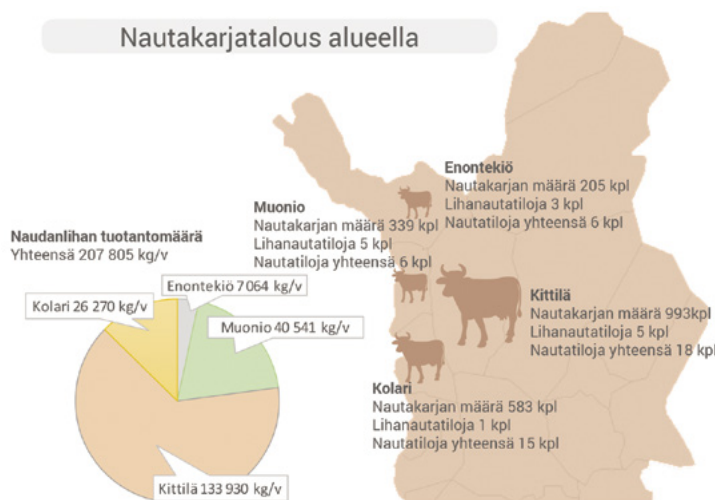 Nautakarjatalous alueella
Enontekiö
Nautakarjan määrä 205 kpl
Lihanautatiloja 3 kpl
Nautatiloja yhteensä 6 kpl
Muonio
Nautakarjan määrä 339 kpl
Lihanautatiloja 5 kpl
Nautatiloja yhteensä 6 kpl
Naudanlihan tuotantomäärä
Yhteensä 207 805 kg/v
Enontekiö 7 064 kg/v
Kolari 26 270 kg/v
Muonio 40 541 kg/v
Kittilä 133 930 kg/v
Kittilä
Nautakarjan määrä 993kpl
Lihanautatiloja 5 kpl
Nautatiloja yhteensä 18 kpl
Kolari
Nautakarjan määrä 583 kpl
Lihanautatiloja 1 kpl
Nautatiloja yhteensä 15 kpl